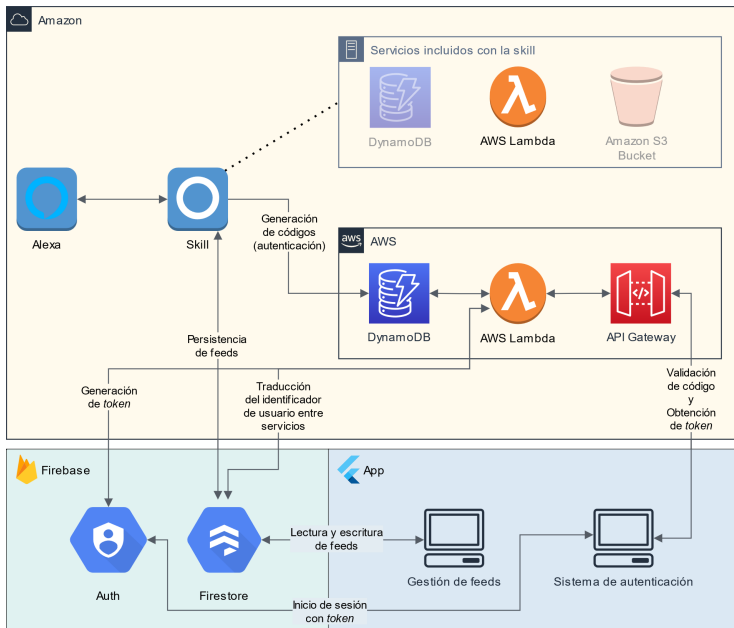 Amazon
Servicios incluidos con la skill
DynamoDB
AWS Lambda
Amazon S3
Bucket
Alexa
Skill
Generación
de códigos
(autenticación)
aws
AWS
DynamoDB
AWS Lambda
API Gateway
Persistencia
de feeds
Generación
de token
Traducción
del identificador
de usuario entre
servicios
Validación
de código
y
Obtención
de token
Firebase
App
Lectura y escritura
de feeds
Auth
Firestore
Gestión de feeds
Sistema de autenticación
Inicio de sesión
con token